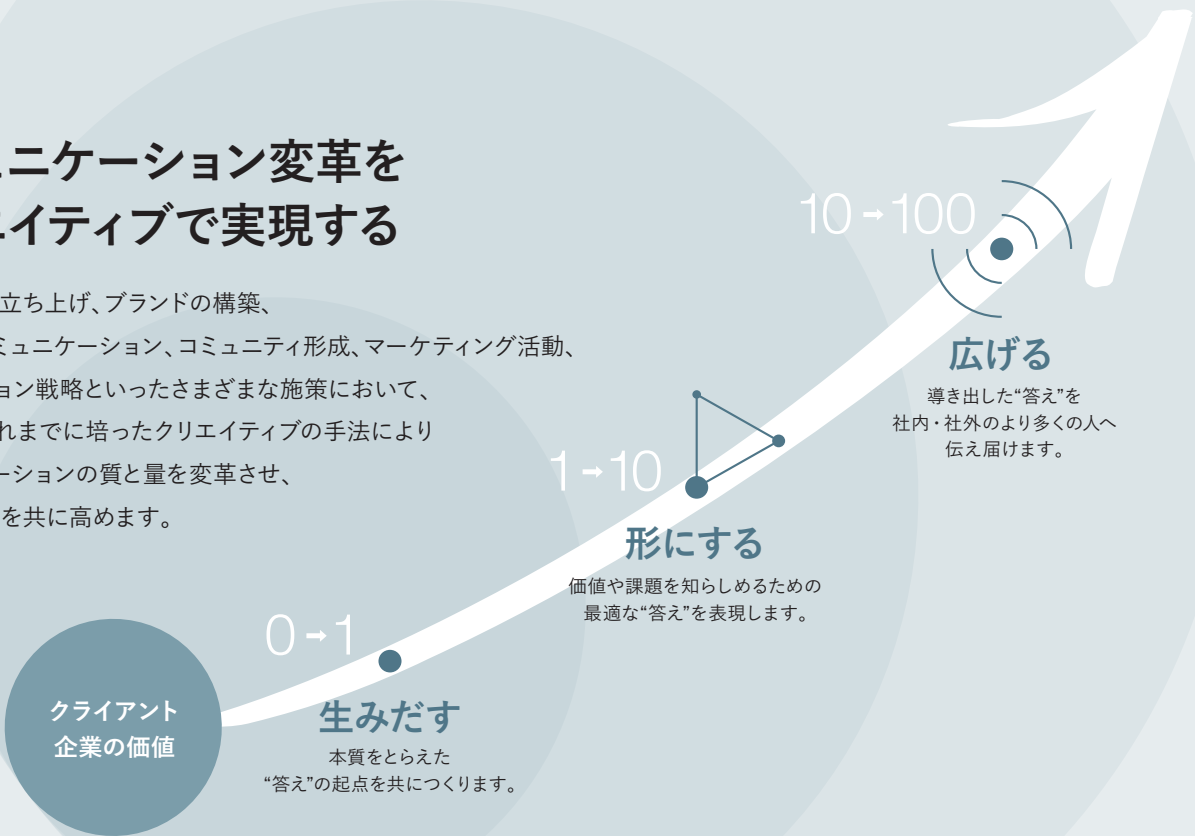 ュニケーション変革を
エイティブで実現する
立ち上げ、ブランドの構築、
ミュニケーション、コミュニティ形成、マーケティング活動、
ョン戦略といったさまざまな施策において、
れまでに培ったクリエイティブの手法により
ーションの質と量を変革させ、
を共に高めます。
10→100
広げる
導き出した“答え”を
社内・社外のより多くの人へ
伝え届けます。
1→10
形にする
価値や課題を知らしめるための
最適な“答え”を表現します。
0→1
生みだす
本質をとらえた
“答え”の起点を共につくります。
クライアント
企業の価値